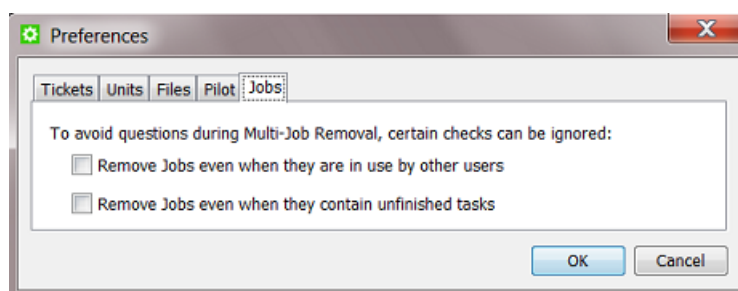 Preferences
Tickets Units Files Pilot Jobs
To avoid questions during Multi-Job Removal, certain checks can be ignored:
Remove Jobs even when they are in use by other users
Remove Jobs even when they contain unfinished tasks
OK Cancel